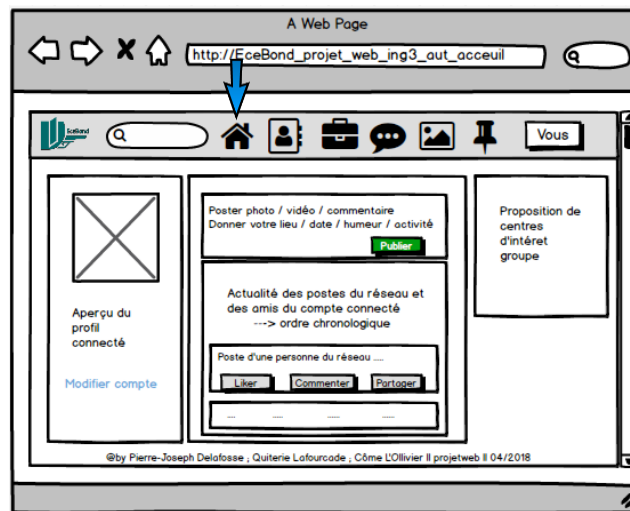 A Web Page
http://EceBond_projet_web_ing3_aut_acceuil
EceBond
Vous
Aperçu du
profil
connecté
Modifier compte
Poster photo / vidéo / commentaire
Donner votre lieu / date / humeur / activité
Publier
Actualité des postes du réseau et
des amis du compte connecté
---> ordre chronologique
Poste d'une personne du réseau ....
Liker Commenter Partager
.... ..... ...... ......
Proposition de
centres
d'intéret
groupe
@by Pierre-Joseph Delafosse ; Quiterie Lafourcade ; Côme L'Ollivier II projetweb II 04/2018